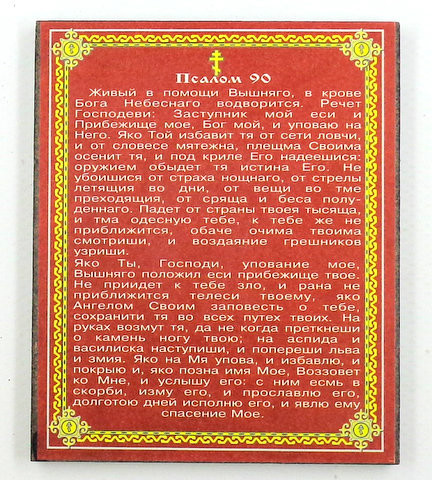 Псалом 90
Живый в помощи Вышняго, в крове
Бога Небеснаго водворится. Речет
Господеви: Заступник мой еси и
Прибежище мое, Бог мой, и уповаю на
Него. Яко Той избавит тя от сети ловчи,
и от словесе мятежна, плещма Своима
осенит тя, и под криле Его надеешися:
оружием обыдет тя истина Его. Не
убоишися от страха нощнаго, от стрелы
летящия во дни, от вещи во тме
преходящия, от сряща и беса полу-
деннаго. Падет от страны твоея тысяща,
и тма одесную тебе, к тебе же не
приближится, обаче очима твоима
смотриши, и воздаяние грешников
узриши.
Яко Ты, Господи, упование мое,
Вышняго положил еси прибежище твое.
Не приидет к тебе зло, и рана не
приближится телеси твоему, яко
Ангелом Своим заповесть о тебе,
сохранити тя во всех путех твоих. На
руках возмут тя, да не когда преткнеши
о камень ногу твою; на аспида и
василиска наступиши, и попереши льва
и змия. Яко на Мя упова, и избавлю, и
покрыю и, яко позна имя Мое, Воззовет
ко Мне, и услышу его: с ним есмь в
скорби, изму его, и прославлю его,
долготою дней исполню его, и явлю ему
спасение Мое.